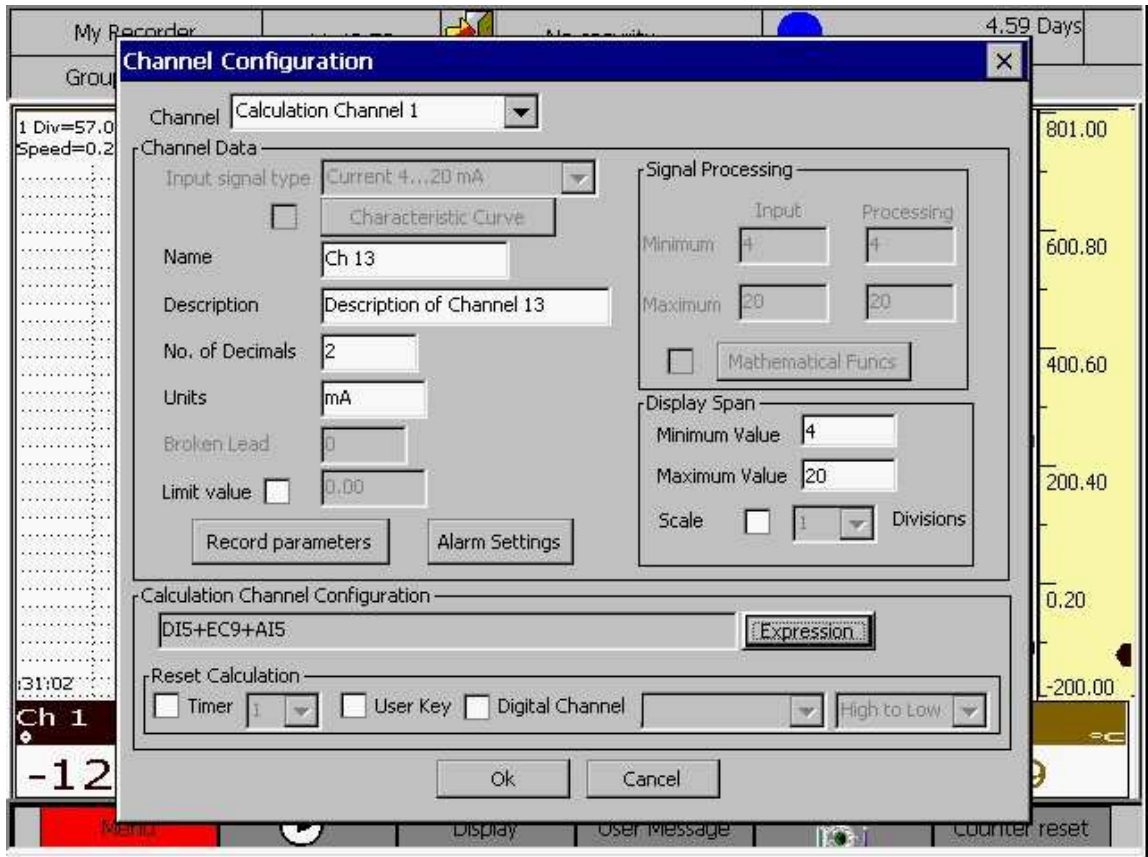 My Recorder
4.59 Days
Channel Configuration
Channel Calculation Channel 1
1 Div=57.0
Speed=0.2
801.00
Channel Data
Input signal type Current 4...20 mA
Characteristic Curve
Name Ch 13
Description Description of Channel 13
No. of Decimals 2
Units mA
Broken Lead 0
Limit value 0.00
Record parameters Alarm Settings
Signal Processing
Input Processing
Minimum 4 4
Maximum 20 20
Mathematical Funcs
Display Span
Minimum Value 4
Maximum Value 20
Scale 1 Divisions
600.80
400.60
200.40
0.20
-200.00
Calculation Channel Configuration
DI5+EC9+AI5 Expression
Reset Calculation
Timer 1 User Key Digital Channel High to Low
:31:02
Ch 1
°C
-12
9
Ok Cancel
Menu Display User Message Counter reset